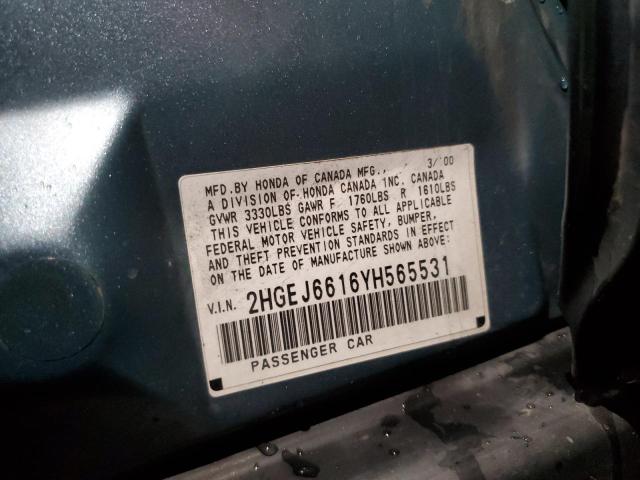 MFD.BY HONDA OF CANADA MFG., 3/'00
A DIVISION OF HONDA CANADA INC. CANADA
GVWR 3330LBS GAWR F 1760LBS R 1610LBS
THIS VEHICLE CONFORMS TO ALL APPLICABLE
FEDERAL MOTOR VEHICLE SAFETY, BUMPER,
AND THEFT PREVENTION STANDARDS IN EFFECT
ON THE DATE OF MANUFACTURE SHOWN ABOVE:
V.I.N. 2HGEJ6616YH565531
PASSENGER CAR